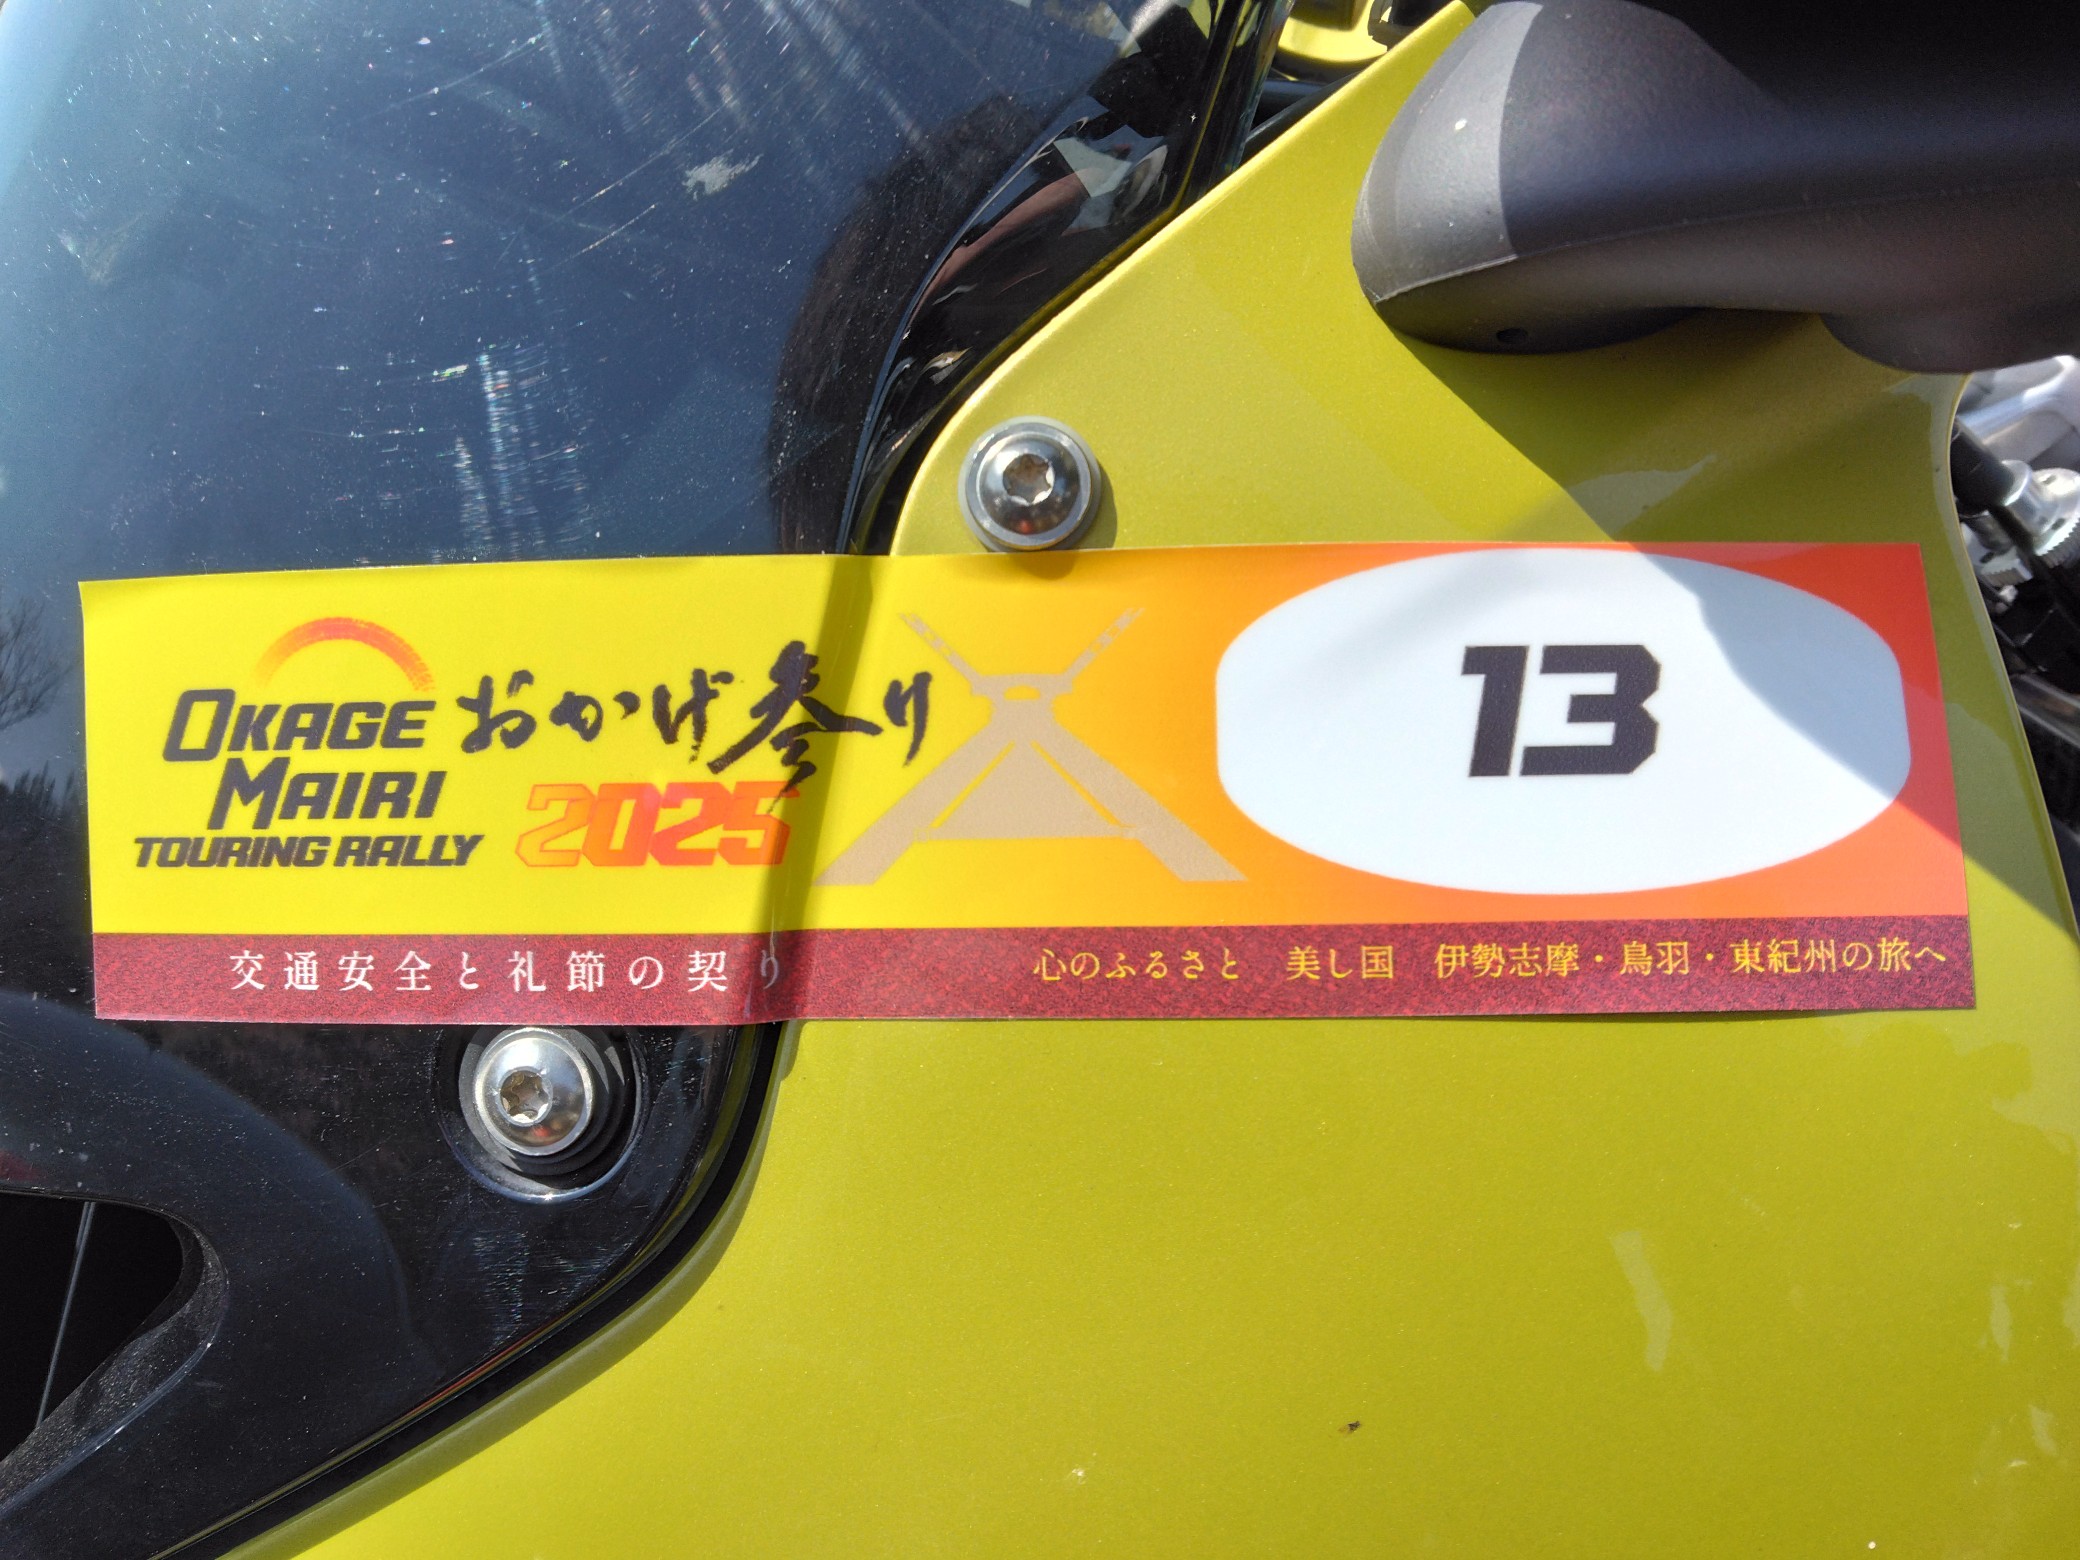 OKAGE
MAIRI
TOURING RALLY
おかげ参り
2025
13
交通安全と礼節の契り
心のふるさと 美し国 伊勢志摩・鳥羽・東紀州の旅へ